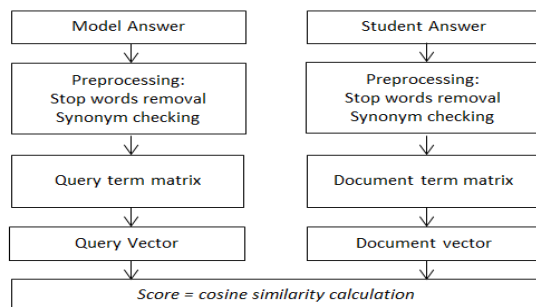 Model Answer
Preprocessing:
Stop words removal
Synonym checking
Query term matrix
Query Vector
Student Answer
Preprocessing:
Stop words removal
Synonym checking
Document term matrix
Document vector
Score = cosine similarity calculation